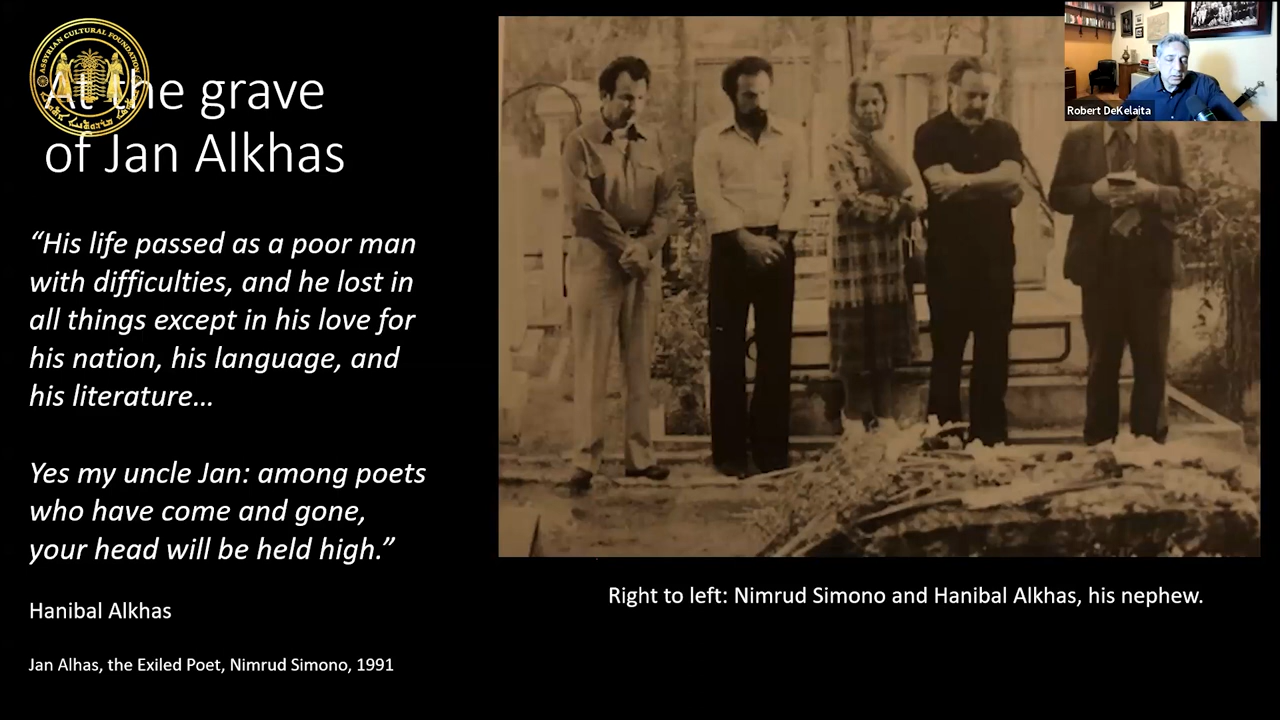 ASSYRIAN CULTURAL FOUNDATION
At the grave
of Jan Alkhas
“His life passed as a poor man
with difficulties, and he lost in
all things except in his love for
his nation, his language, and
his literature…
Yes my uncle Jan: among poets
who have come and gone,
your head will be held high.”
Hanibal Alkhas
Jan Alhas, the Exiled Poet, Nimrud Simono, 1991
Robert DeKelaita
Right to left: Nimrud Simono and Hanibal Alkhas, his nephew.